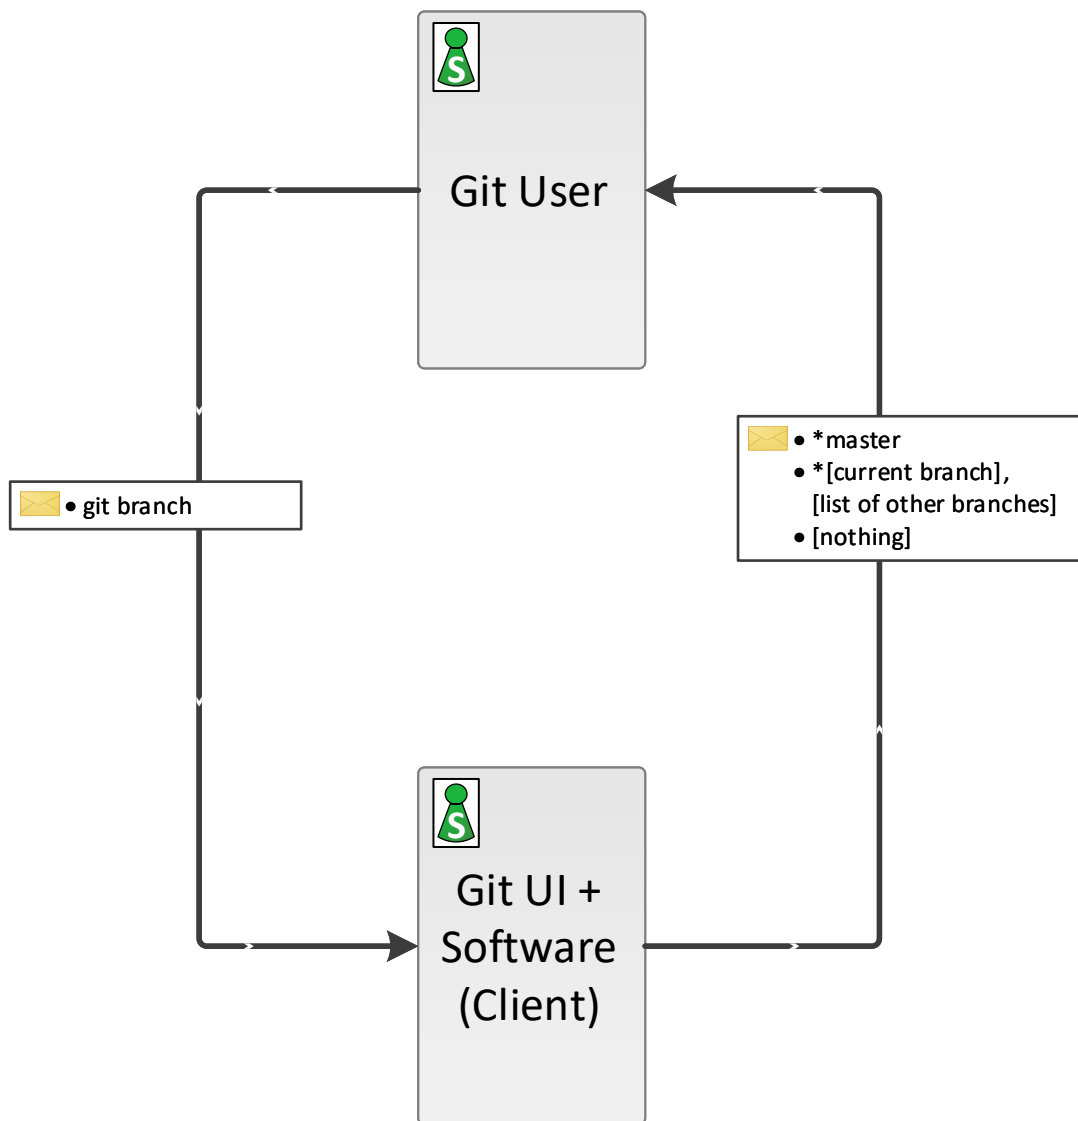 S
Git User
• git branch
• *master
• *[current branch],
[list of other branches]
• [nothing]
S
Git UI +
Software
(Client)